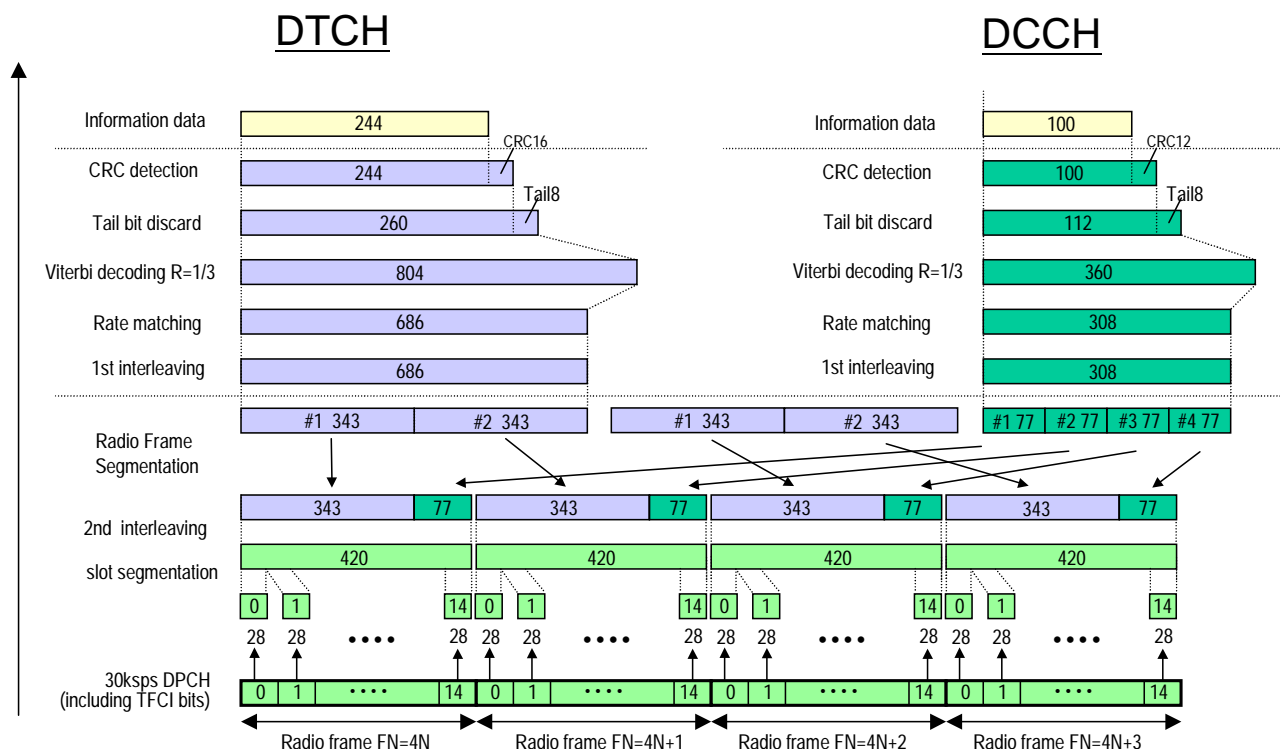 DTCH DCCH
Information data 244 Information data 100
CRC16 CRC12
CRC detection 244 CRC detection 100
Tail8 Tail8
Tail bit discard 260 Tail bit discard 112
Viterbi decoding R=1/3 804 Viterbi decoding R=1/3 360
Rate matching 686 Rate matching 308
1st interleaving 686 1st interleaving 308
#1 343 #2 343 #1 343 #2 343 #1 77 #2 77 #3 77 #4 77
Radio Frame
Segmentation
343 77 343 77 343 77 343 77
2nd interleaving
420 420 420 420
slot segmentation
0 1 14 0 1 14 0 1 14 0 1 14
28 28 •••• 28 28 28 •••• 28 28 28 •••• 28 28 28 •••• 28
30ksps DPCH
(including TFCI bits)
0 1 •••• 14 0 1 •••• 14 0 1 •••• 14 0 1 •••• 14
Radio frame FN=4N Radio frame FN=4N+1 Radio frame FN=4N+2 Radio frame FN=4N+3